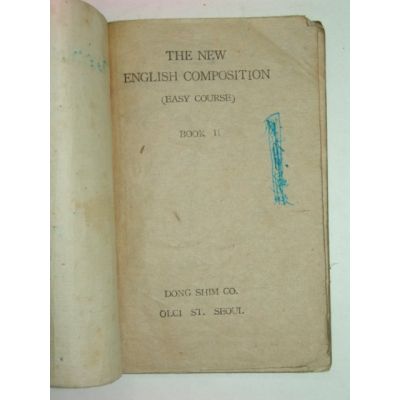 THE NEW
ENGLISH COMPOSITION
(EASY COURSE)
BOOK II
DONG SHIM CO.
OLCI ST. SEOUL